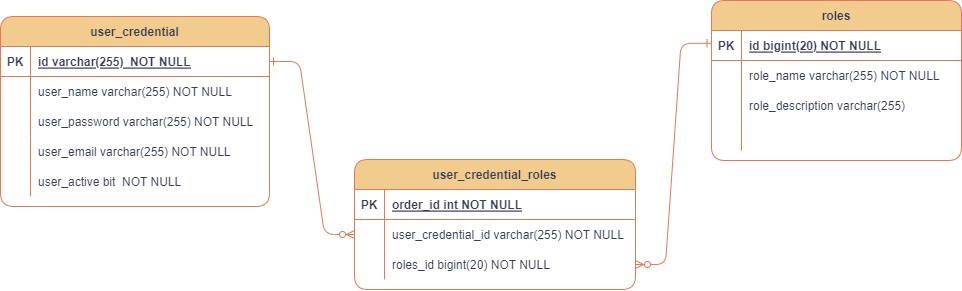 user_credential
PK id varchar(255)  NOT NULL
user_name varchar(255) NOT NULL
user_password varchar(255) NOT NULL
user_email varchar(255) NOT NULL
user_active bit  NOT NULL
roles
PK id bigint(20) NOT NULL
role_name varchar(255) NOT NULL
role_description varchar(255)
user_credential_roles
PK order_id int NOT NULL
user_credential_id varchar(255) NOT NULL
roles_id bigint(20) NOT NULL